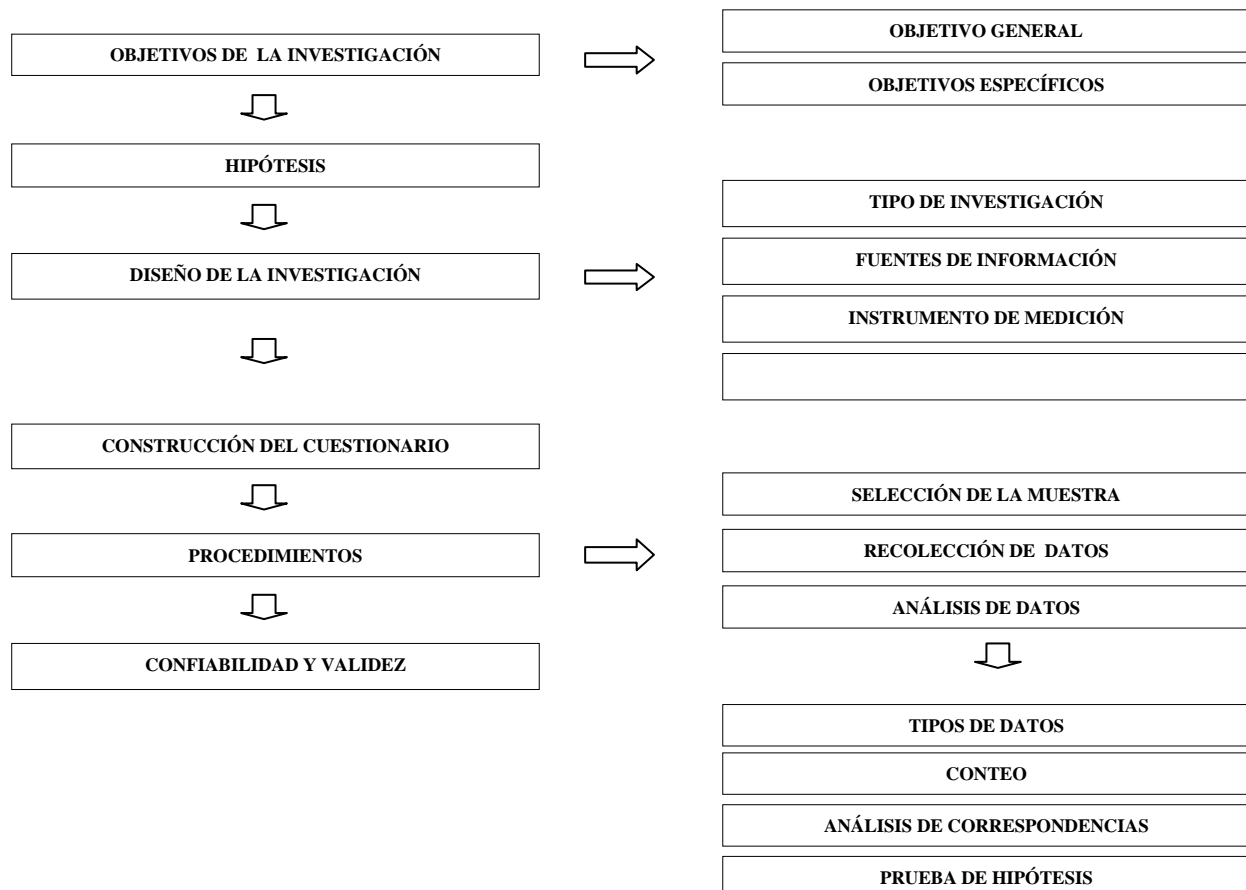 OBJETIVOS DE LA INVESTIGACIÓN
OBJETIVO GENERAL
OBJETIVOS ESPECÍFICOS
HIPÓTESIS
DISEÑO DE LA INVESTIGACIÓN
TIPO DE INVESTIGACIÓN
FUENTES DE INFORMACIÓN
INSTRUMENTO DE MEDICIÓN
CONSTRUCCIÓN DEL CUESTIONARIO
PROCEDIMIENTOS
SELECCIÓN DE LA MUESTRA
RECOLECCIÓN DE DATOS
ANÁLISIS DE DATOS
CONFIABILIDAD Y VALIDEZ
TIPOS DE DATOS
CONTEO
ANÁLISIS DE CORRESPONDENCIAS
PRUEBA DE HIPÓTESIS